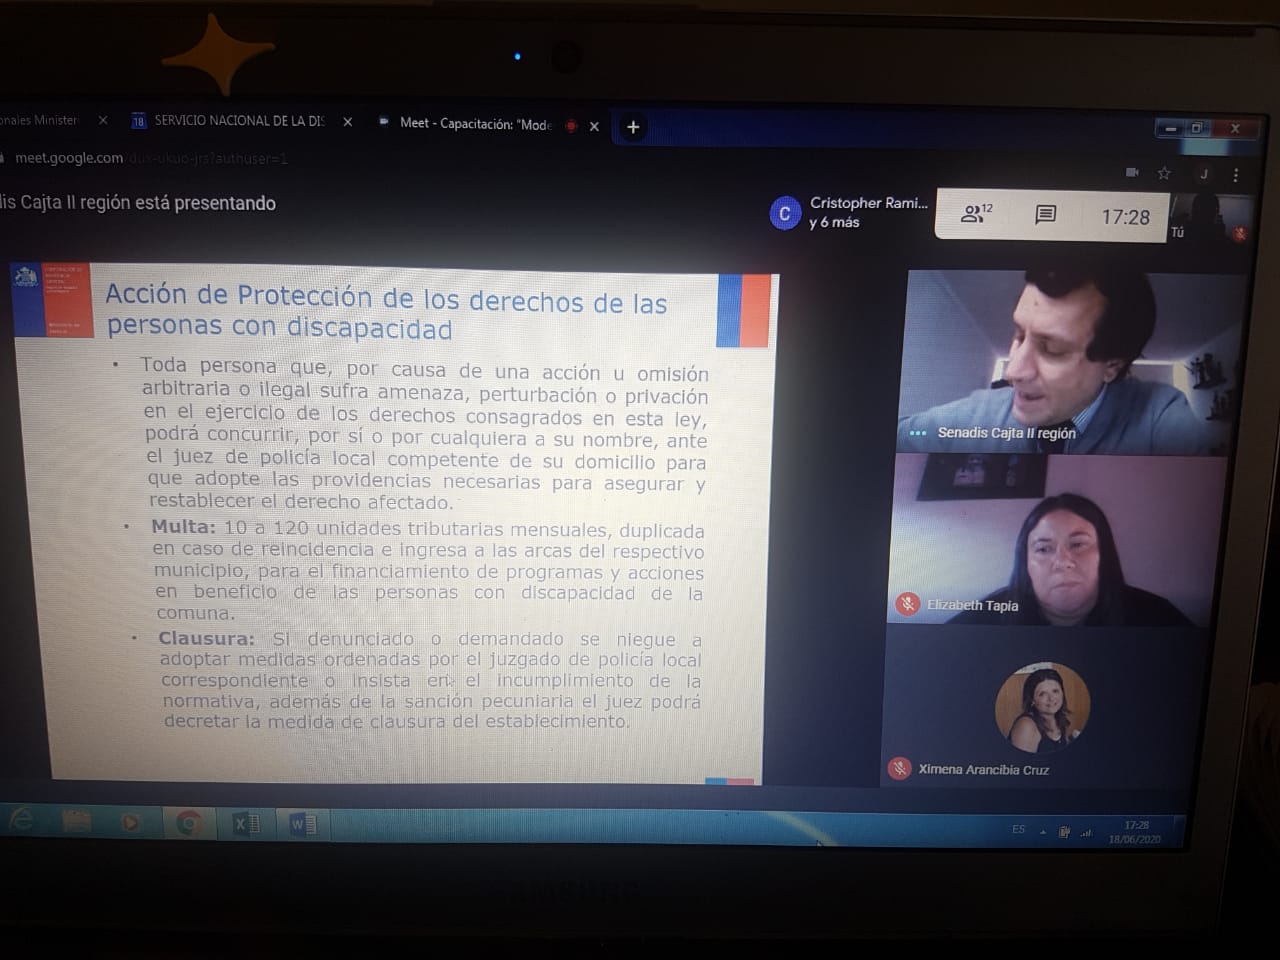 SERVICIO NACIONAL DE LA DIS
Meet - Capacitación: "Mode
meet.google.com/dux-ukuo-jrs?authuser=1
dis Cajta II región está presentando
C
Cristopher Rami...
y 6 más
12
17:28
Tú
J
18
Acción de Protección de los derechos de las
personas con discapacidad
• Toda persona que, por causa de una acción u omisión
arbitraria o ilegal sufra amenaza, perturbación o privación
en el ejercicio de los derechos consagrados en esta ley,
podrá concurrir, por sí o por cualquiera a su nombre, ante
el juez de policía local competente de su domicilio para
que adopte las providencias necesarias para asegurar y
restablecer el derecho afectado.
• Multa: 10 a 120 unidades tributarias mensuales, duplicada
en caso de reincidencia e ingresa a las arcas del respectivo
municipio, para el financiamiento de programas y acciones
en beneficio de las personas con discapacidad de la
comuna.
• Clausura: Si denunciado o demandado se niegue a
adoptar medidas ordenadas por el juzgado de policía local
correspondiente o insista en el incumplimiento de la
normativa, además de la sanción pecuniaria el juez podrá
decretar la medida de clausura del establecimiento.
Senadis Cajta II región
Elizabeth Tapia
Ximena Arancibia Cruz
ES
17:28
18/06/2020
SAMSUNG